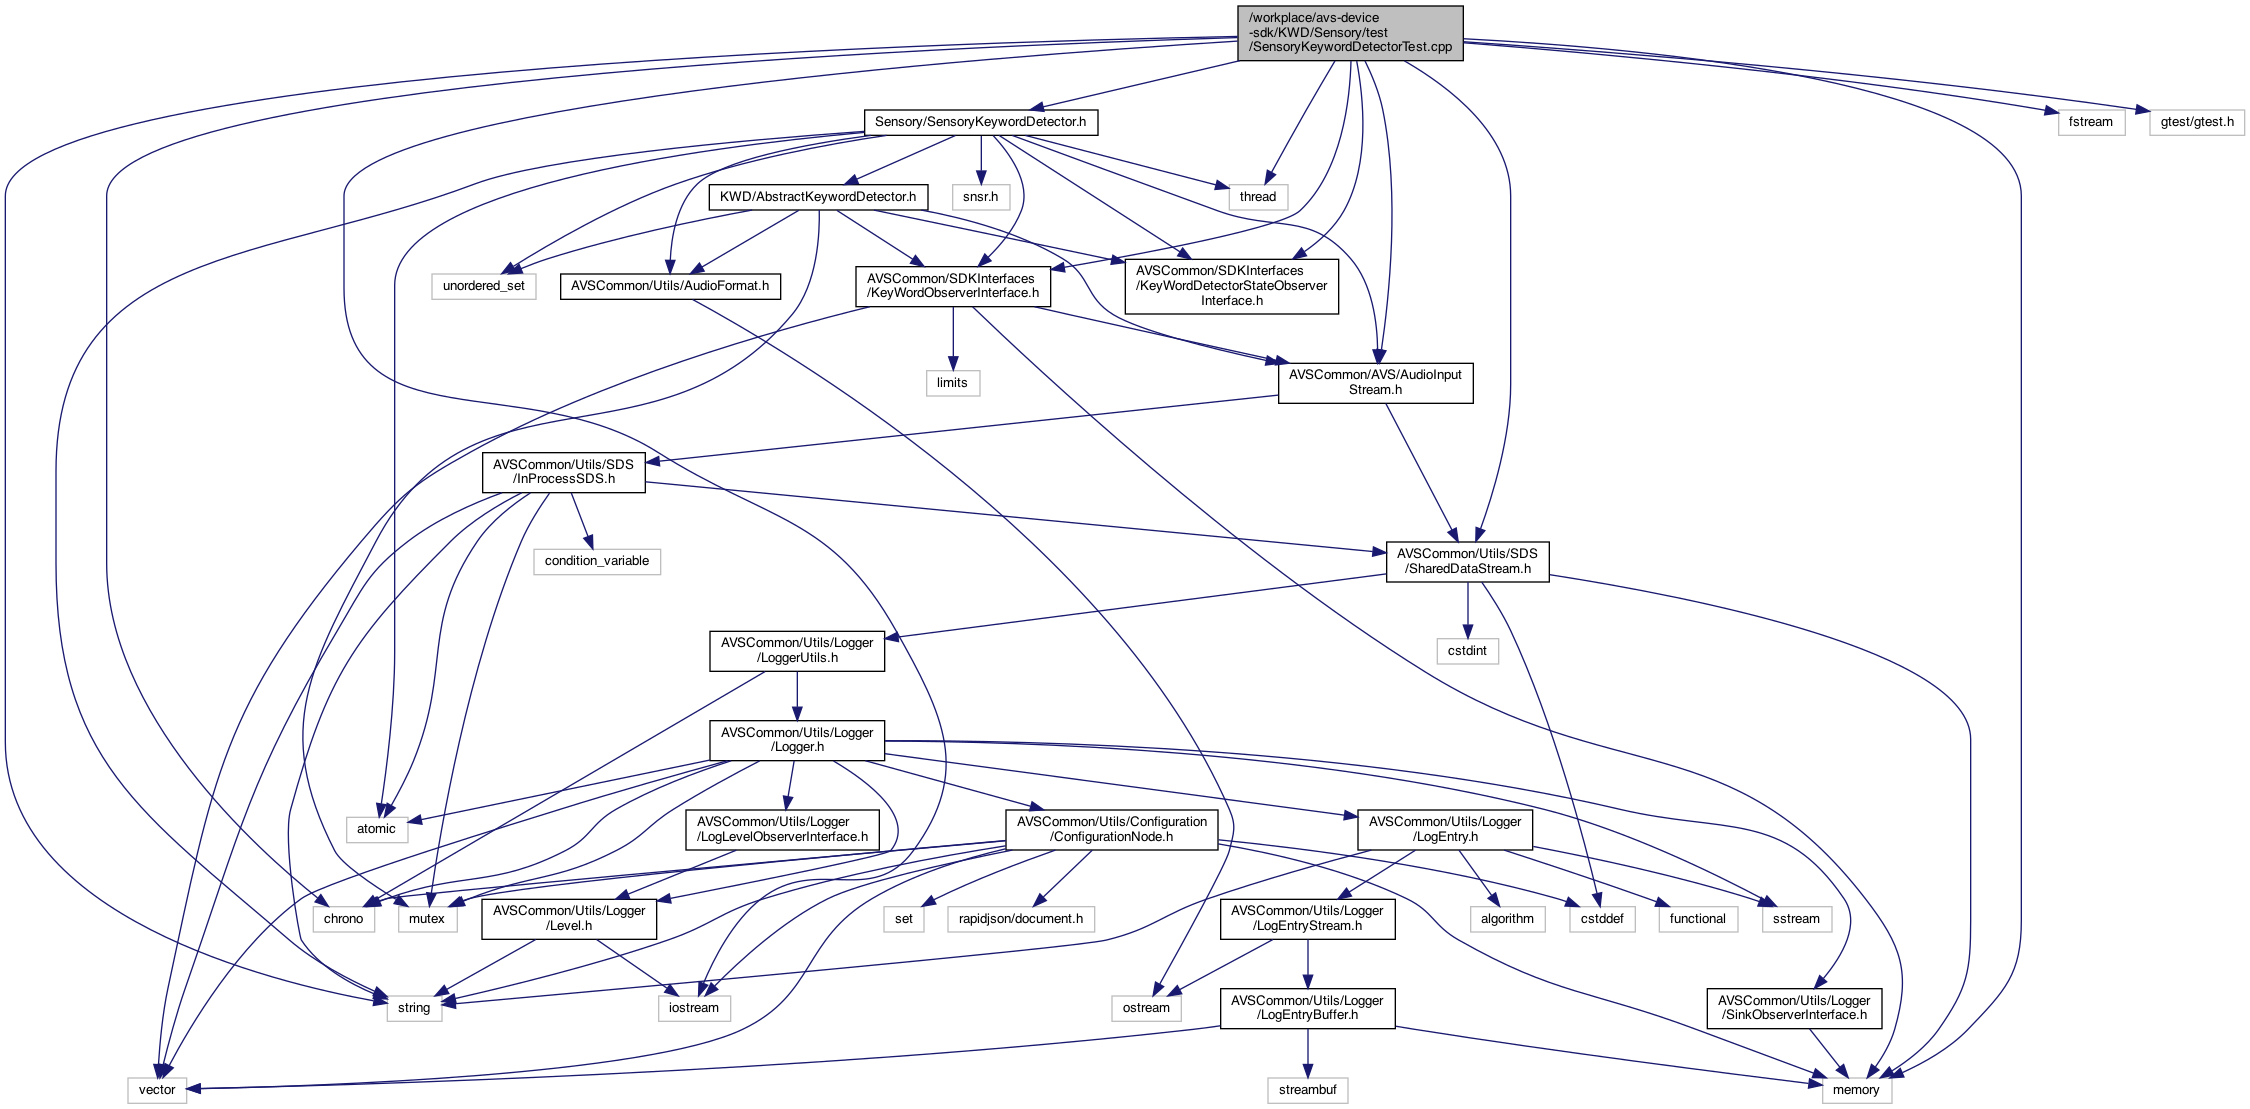 /workplace/avs-device
-sdk/KWD/Sensory/test
/SensoryKeywordDetectorTest.cpp
Sensory/SensoryKeywordDetector.h
fstream
gtest/gtest.h
KWD/AbstractKeywordDetector.h
snsr.h
thread
unordered_set
AVSCommon/Utils/AudioFormat.h
AVSCommon/SDKInterfaces
/KeyWordObserverInterface.h
AVSCommon/SDKInterfaces
/KeyWordDetectorStateObserver
Interface.h
limits
AVSCommon/AVS/AudioInput
Stream.h
AVSCommon/Utils/SDS
/InProcessSDS.h
condition_variable
AVSCommon/Utils/SDS
/SharedDataStream.h
AVSCommon/Utils/Logger
/LoggerUtils.h
cstdint
AVSCommon/Utils/Logger
/Logger.h
atomic
AVSCommon/Utils/Logger
/LogLevelObserverInterface.h
AVSCommon/Utils/Configuration
/ConfigurationNode.h
AVSCommon/Utils/Logger
/LogEntry.h
chrono
mutex
AVSCommon/Utils/Logger
/Level.h
set
rapidjson/document.h
AVSCommon/Utils/Logger
/LogEntryStream.h
algorithm
cstddef
functional
sstream
string
iostream
ostream
AVSCommon/Utils/Logger
/LogEntryBuffer.h
AVSCommon/Utils/Logger
/SinkObserverInterface.h
vector
streambuf
memory